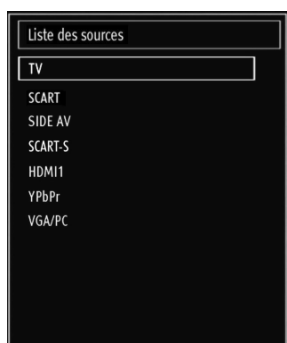 Liste des sources
TV
SCART
SIDE AV
SCART-S
HDMI1
YPbPr
VGA/PC